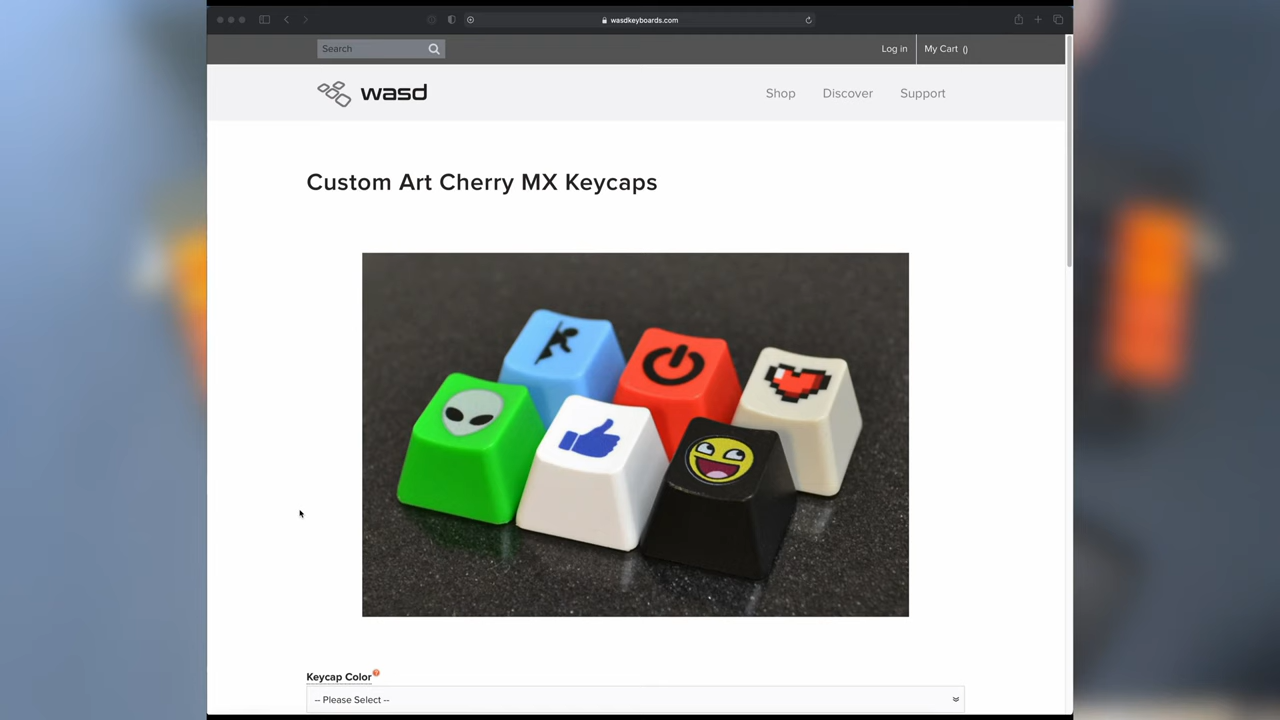 wasdkeyboards.com
Search
Log in
My Cart ()
wasd
Shop
Discover
Support
Custom Art Cherry MX Keycaps
Keycap Color
-- Please Select --